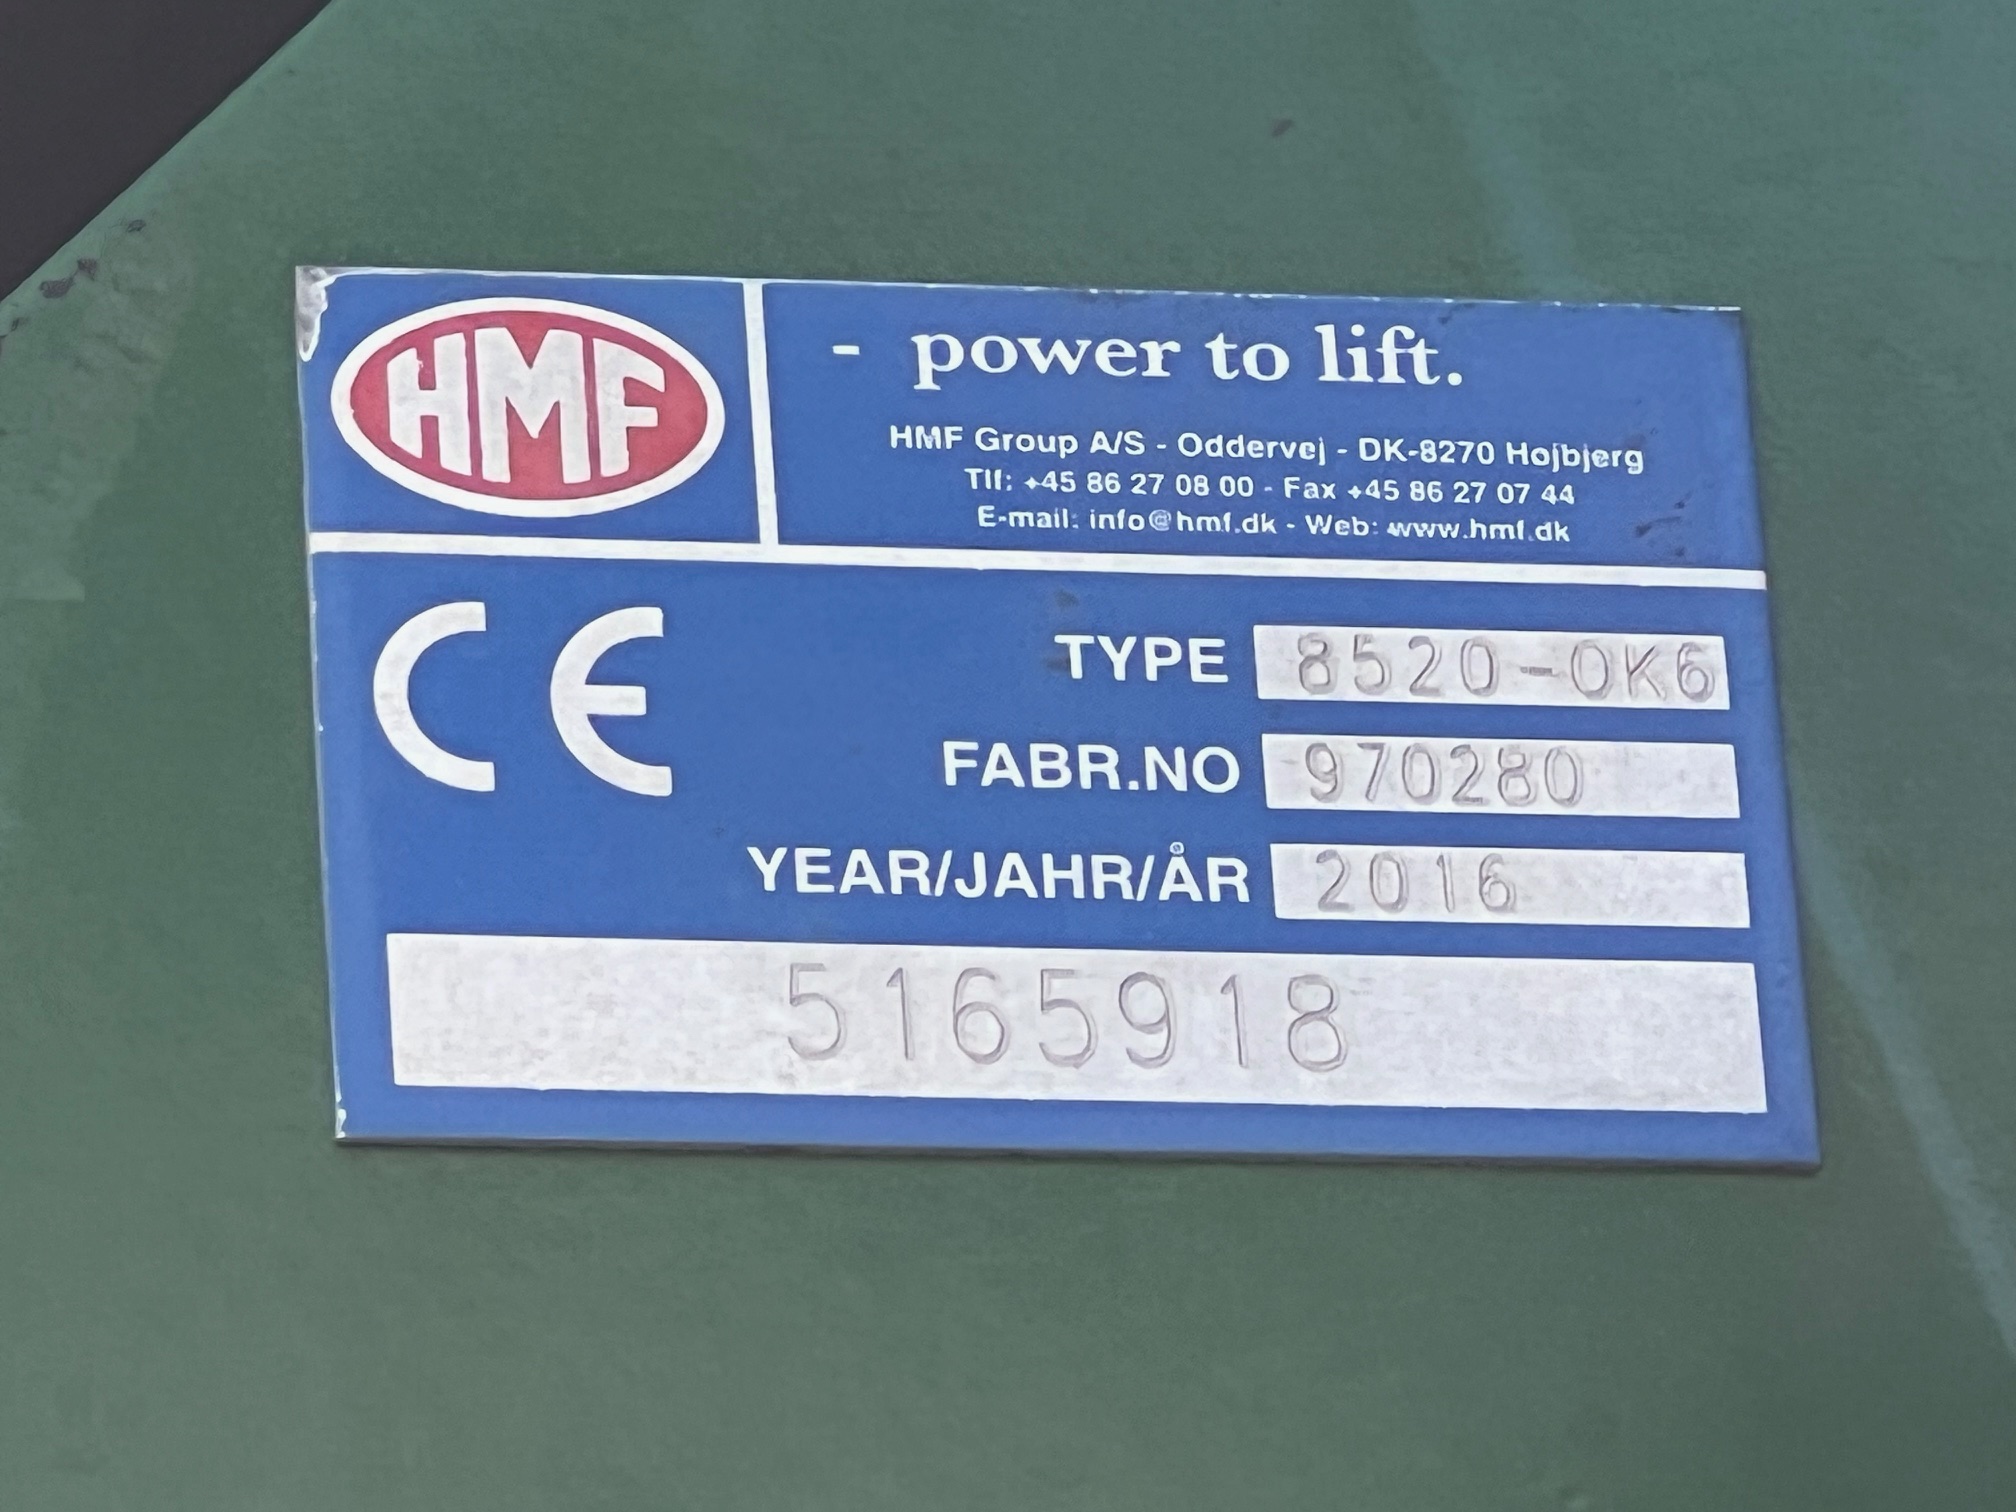 HMF
- power to lift.
HMF Group A/S - Oddervej - DK-8270 Hojbjerg
Tlf: +45 86 27 08 00 - Fax +45 86 27 07 44
E-mail: info@hmf.dk - Web: www.hmf.dk
CE
TYPE 8520-OK6
FABR.NO 970280
YEAR/JAHR/ÅR 2016
5165918